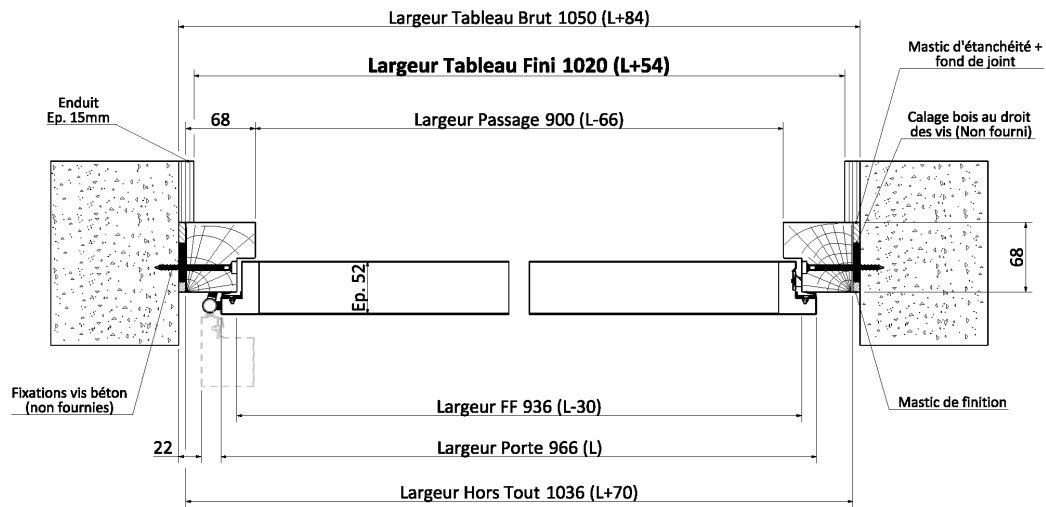 Largeur Tableau Brut 1050 (L+84)
Mastic d'étanchéité +
fond de joint
Largeur Tableau Fini 1020 (L+54)
Enduit
Ep. 15mm
68
Largeur Passage 900 (L-66)
Calage bois au droit
des vis (Non fourni)
68
Ep. 52
Fixations vis béton
(non fournies)
Largeur FF 936 (L-30)
Mastic de finition
22
Largeur Porte 966 (L)
Largeur Hors Tout 1036 (L+70)